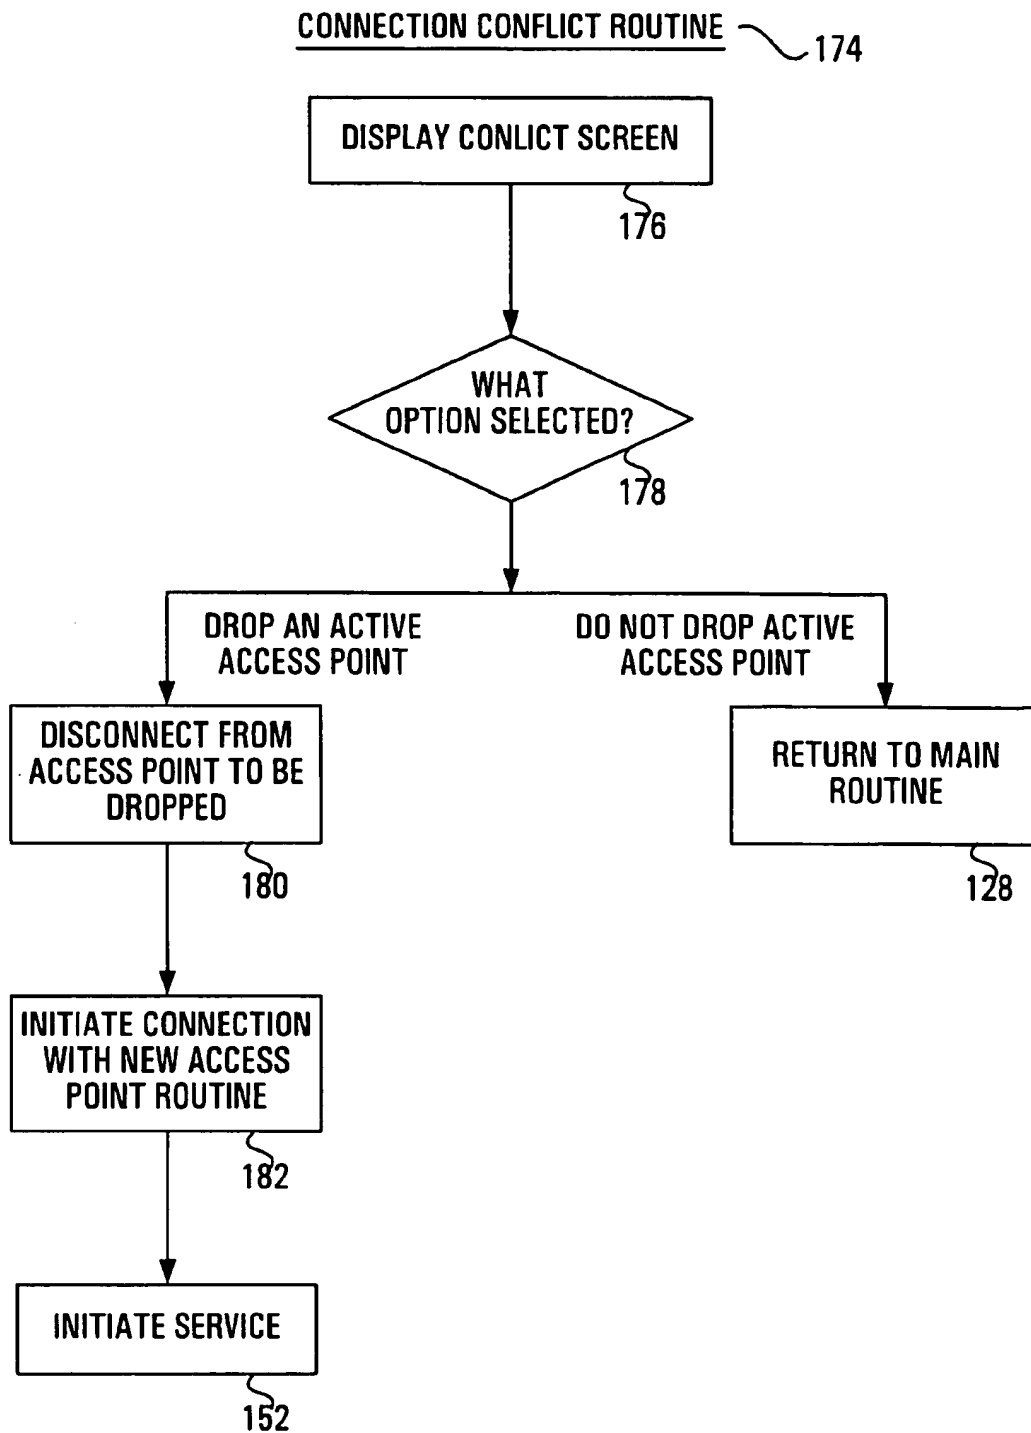 CONNECTION CONFLICT ROUTINE
174
DISPLAY CONLICT SCREEN
176
WHAT
OPTION SELECTED?
178
DROP AN ACTIVE
ACCESS POINT
DO NOT DROP ACTIVE
ACCESS POINT
DISCONNECT FROM
ACCESS POINT TO BE
DROPPED
180
RETURN TO MAIN
ROUTINE
128
INITIATE CONNECTION
WITH NEW ACCESS
POINT ROUTINE
182
INITIATE SERVICE
152